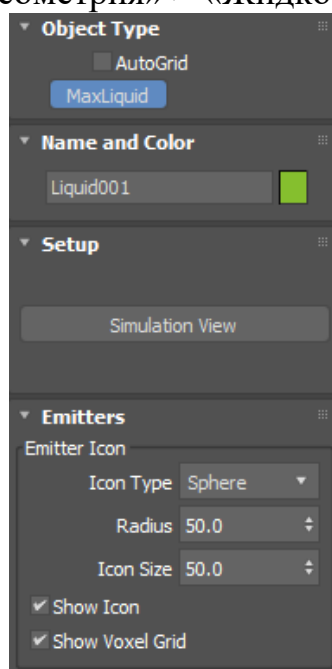 Object Type
AutoGrid
MaxLiquid
Name and Color
Liquid001
Setup
Simulation View
Emitters
Emitter Icon
Icon Type Sphere
Radius 50.0
Icon Size 50.0
Show Icon
Show Voxel Grid